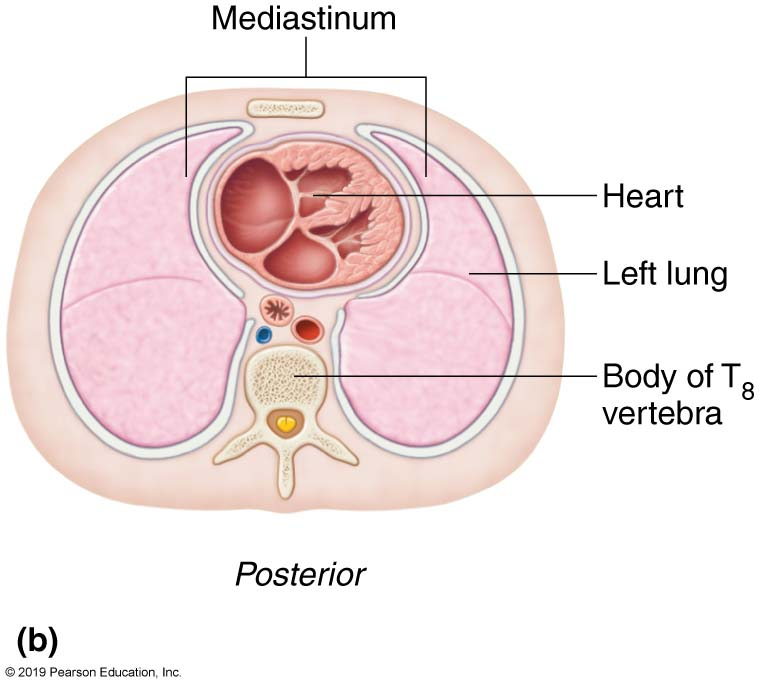 Mediastinum
Heart
Left lung
Body of T8
vertebra
Posterior
(b)
© 2019 Pearson Education, Inc.